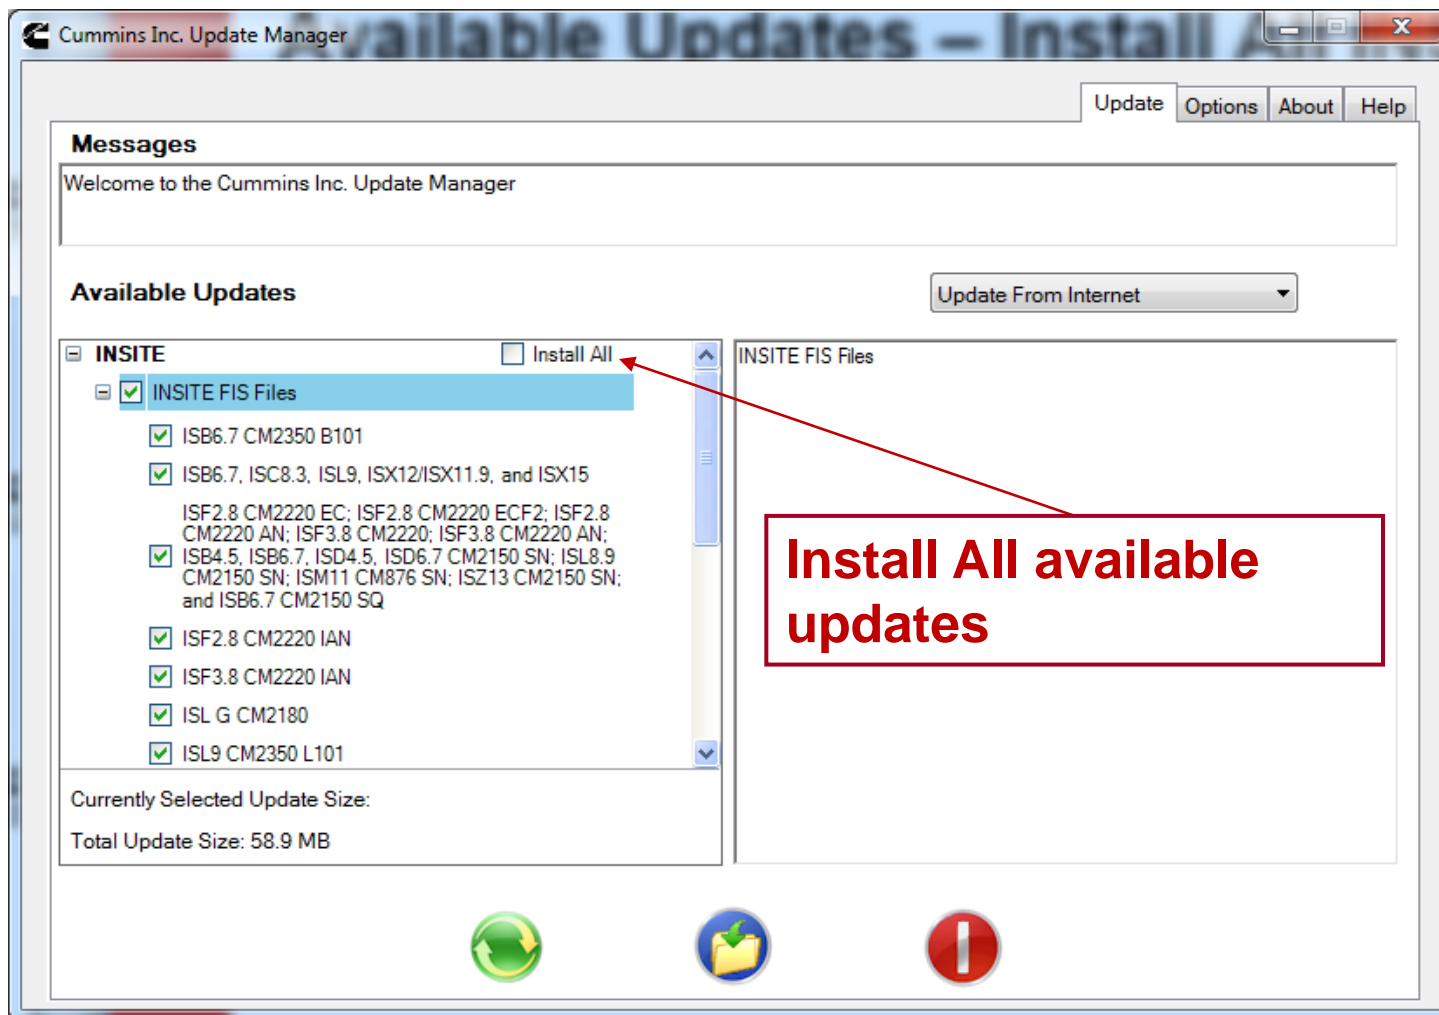 Available Updates – Install All IN
Cummins Inc. Update Manager
Update Options About Help
Messages
Welcome to the Cummins Inc. Update Manager
Available Updates
Update From Internet
INSITE
Install All
INSITE FIS Files
INSITE FIS Files
ISB6.7 CM2350 B101
ISB6.7, ISC8.3, ISL9, ISX12/ISX11.9, and ISX15
ISF2.8 CM2220 EC; ISF2.8 CM2220 ECF2; ISF2.8
CM2220 AN; ISF3.8 CM2220; ISF3.8 CM2220 AN;
ISB4.5, ISB6.7, ISD4.5, ISD6.7 CM2150 SN; ISL8.9
CM2150 SN; ISM11 CM876 SN; ISZ13 CM2150 SN;
and ISB6.7 CM2150 SQ
ISF2.8 CM2220 IAN
ISF3.8 CM2220 IAN
ISL G CM2180
ISL9 CM2350 L101
Install All available
updates
Currently Selected Update Size:
Total Update Size: 58.9 MB